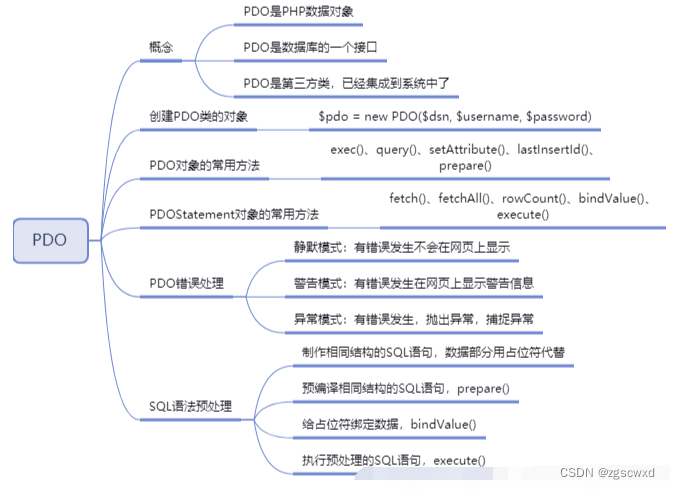 PDO
概念
PDO是PHP数据对象
PDO是数据库的一个接口
PDO是第三方类，已经集成到系统中了
创建PDO类的对象
$pdo = new PDO($dsn, $username, $password)
PDO对象的常用方法
exec()、query()、setAttribute()、lastInsertId()、
prepare()
PDOStatement对象的常用方法
fetch()、fetchAll()、rowCount()、bindValue()、
execute()
PDO错误处理
静默模式：有错误发生不会在网页上显示
警告模式：有错误发生在网页上显示警告信息
异常模式：有错误发生，抛出异常，捕捉异常
SQL语法预处理
制作相同结构的SQL语句，数据部分用占位符代替
预编译相同结构的SQL语句，prepare()
给占位符绑定数据，bindValue()
执行预处理的SQL语句，execute()
CSDN @zgscwxd